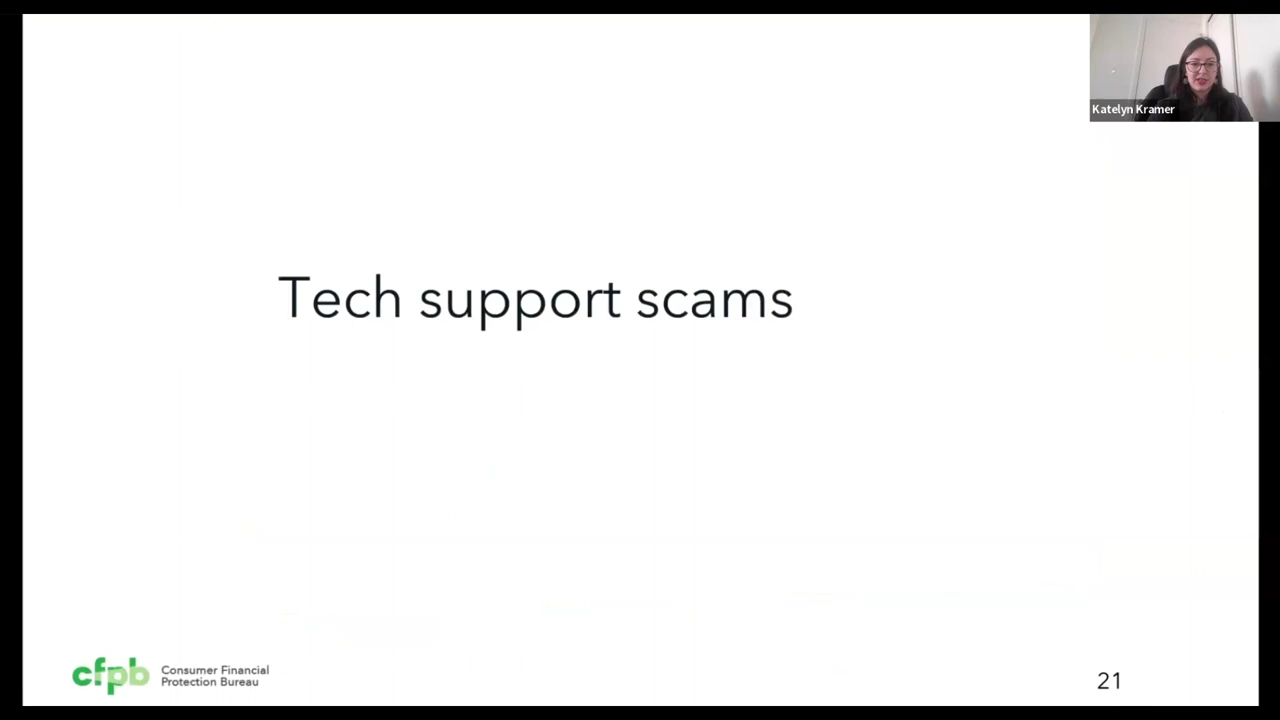 Katelyn Kramer
Tech support scams
cfpb
Consumer Financial
Protection Bureau
21